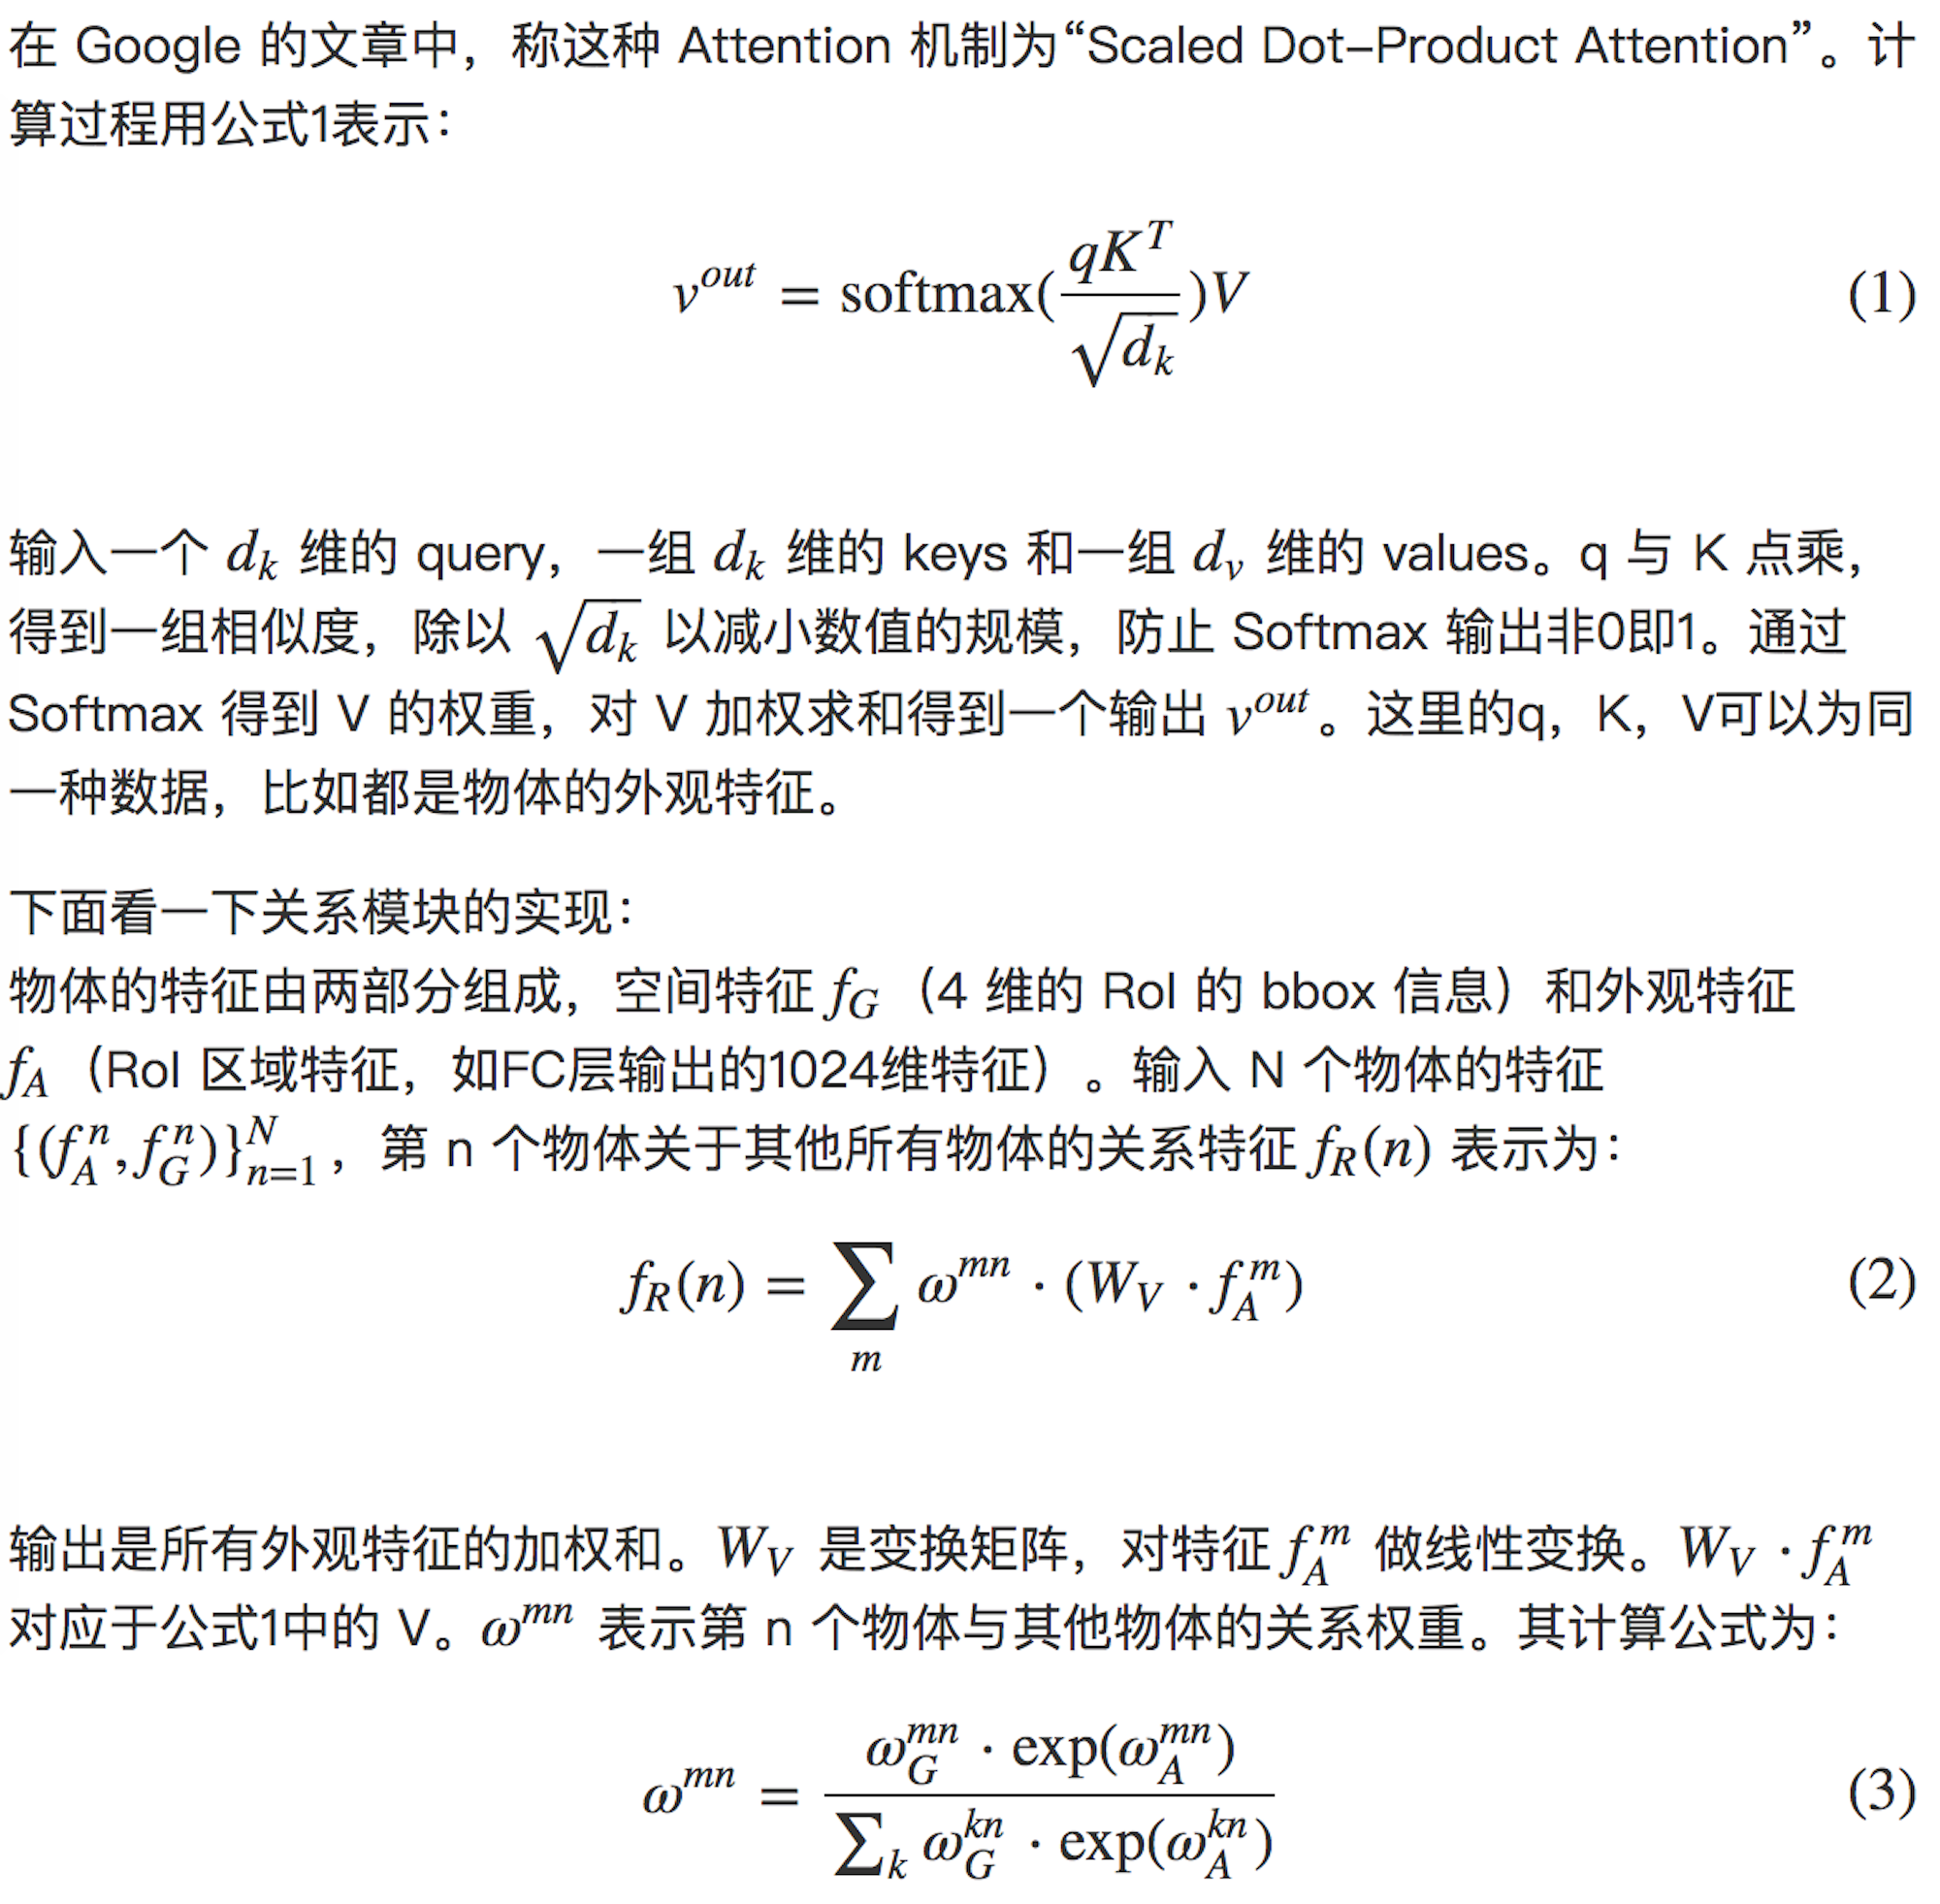 在 Google 的文章中，称这种 Attention 机制为“Scaled Dot-Product Attention”。计
算过程用公式1表示：
$v^{out} = \text{softmax}(\frac{qK^T}{\sqrt{d_k}})V$ (1)
输入一个 $d_k$ 维的 query，一组 $d_k$ 维的 keys 和一组 $d_v$ 维的 values。q 与 K 点乘，
得到一组相似度，除以 $\sqrt{d_k}$ 以减小数值的规模，防止 Softmax 输出非0即1。通过
Softmax 得到 V 的权重，对 V 加权求和得到一个输出 $v^{out}$。这里的q，K，V可以为同
一种数据，比如都是物体的外观特征。
下面看一下关系模块的实现：
物体的特征由两部分组成，空间特征 $f_G$（4 维的 RoI 的 bbox 信息）和外观特征
$f_A$（RoI 区域特征，如FC层输出的1024维特征）。输入 N 个物体的特征
$\{(f_A^n, f_G^n)\}_{n=1}^N$，第 n 个物体关于其他所有物体的关系特征 $f_R(n)$ 表示为：
$f_R(n) = \sum_m \omega^{mn} \cdot (W_V \cdot f_A^m)$ (2)
输出是所有外观特征的加权和。$W_V$ 是变换矩阵，对特征 $f_A^m$ 做线性变换。$W_V \cdot f_A^m$
对应于公式1中的 V。$\omega^{mn}$ 表示第 n 个物体与其他物体的关系权重。其计算公式为：
$\omega^{mn} = \frac{\omega_G^{mn} \cdot \exp(\omega_A^{mn})}{\sum_k \omega_G^{kn} \cdot \exp(\omega_A^{kn})}$ (3)